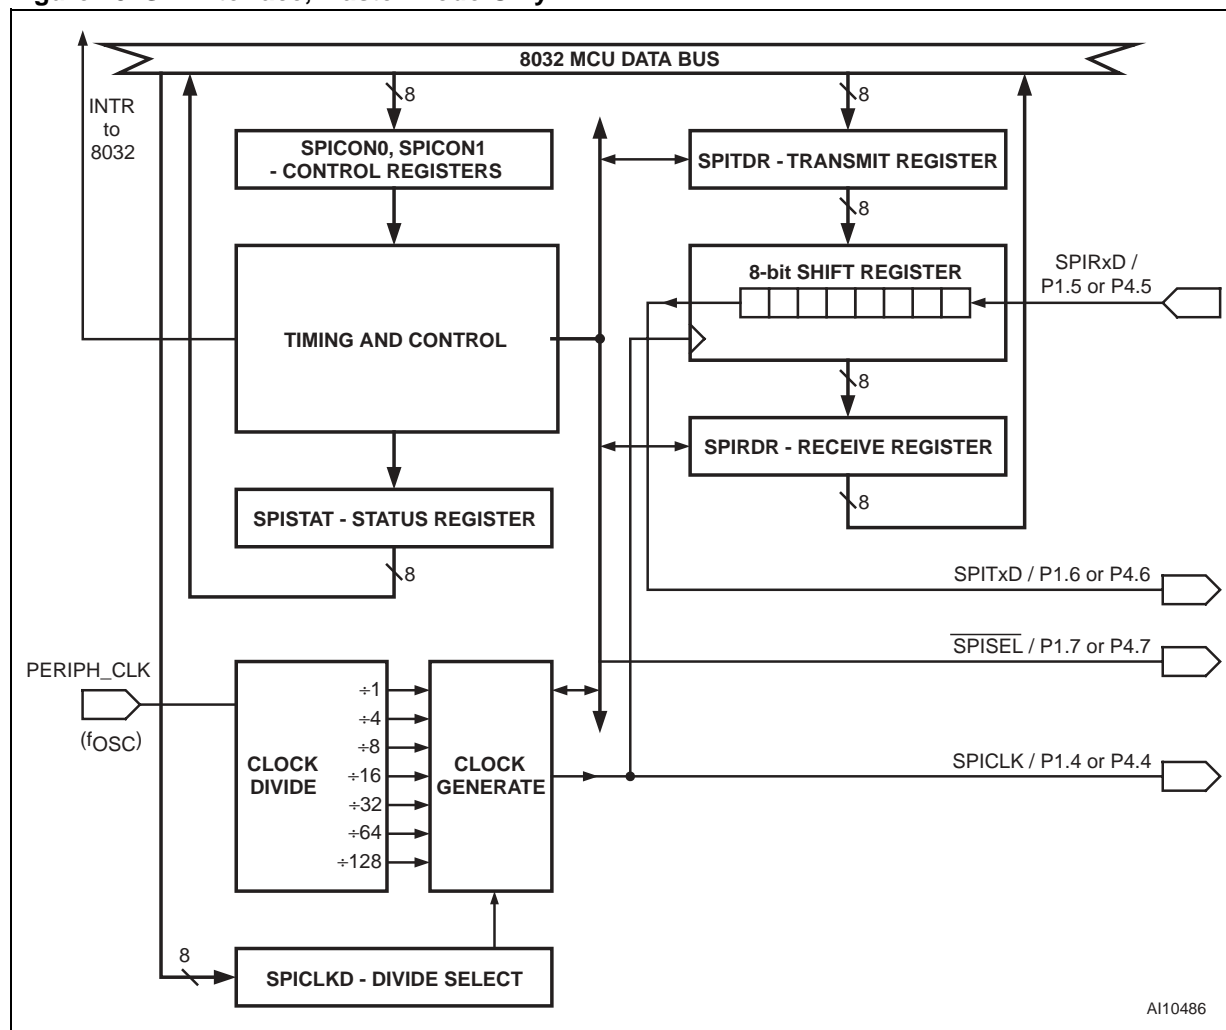 8032 MCU DATA BUS
INTR
to
8032
8
8
SPICON0, SPICON1
- CONTROL REGISTERS
SPITDR - TRANSMIT REGISTER
8
8-bit SHIFT REGISTER
SPIRxD /
P1.5 or P4.5
TIMING AND CONTROL
8
SPIRDR - RECEIVE REGISTER
8
SPISTAT - STATUS REGISTER
8
SPITxD / P1.6 or P4.6
SPISEL / P1.7 or P4.7
PERIPH_CLK
(fOSC)
CLOCK
DIVIDE
÷1
÷4
÷8
÷16
÷32
÷64
÷128
CLOCK
GENERATE
SPICLK / P1.4 or P4.4
8
SPICLKD - DIVIDE SELECT
AI10486